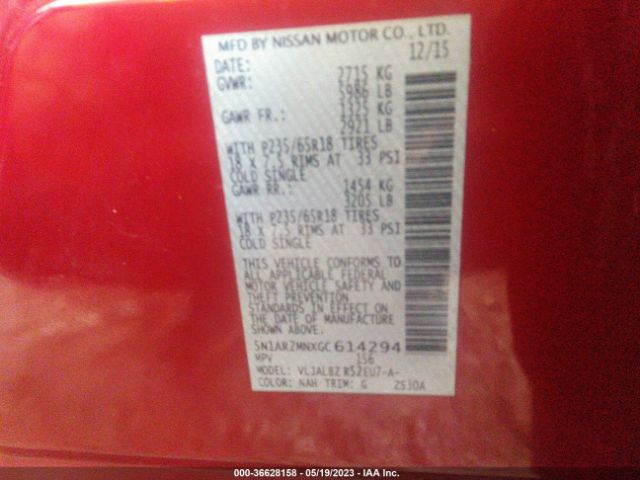 MFD BY NISSAN MOTOR CO., LTD.
DATE: 12/15
GVWR: 2715 KG
5986 LB
GAWR FR.: 1325 KG
2921 LB
WITH P235/65R18 TIRES
18 X 7.5 RIMS AT 33 PSI
COLD SINGLE
GAWR RR.: 1454 KG
3205 LB
WITH P235/65R18 TIRES
18 X 7.5 RIMS AT 33 PSI
COLD SINGLE
THIS VEHICLE CONFORMS TO
ALL APPLICABLE FEDERAL
MOTOR VEHICLE SAFETY AND
THEFT PREVENTION
STANDARDS IN EFFECT ON
THE DATE OF MANUFACTURE
SHOWN ABOVE.
5N1AR2MNXGC614294
MPV 156
MODEL: VLJALBZ R52EU7-A-
COLOR: NAH TRIM: G 2530A
000-36628158 - 05/19/2023 - IAA Inc.